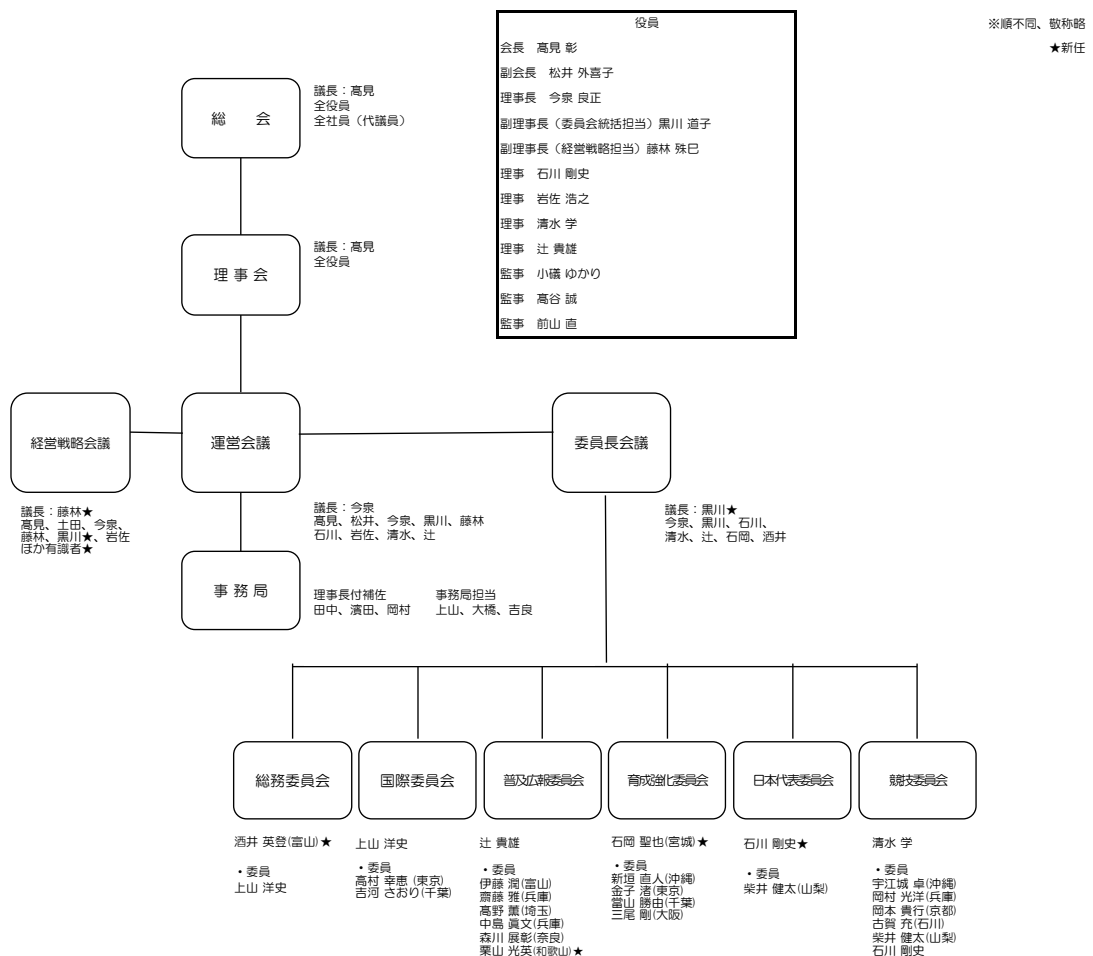 役員
会長 髙見 彰
副会長 松井 外喜子
理事長 今泉 良正
副理事長（委員会統括担当）黒川 道子
副理事長（経営戦略担当）藤林 殊巳
理事 石川 剛史
理事 岩佐 浩之
理事 清水 学
理事 辻 貴雄
監事 小礒 ゆかり
監事 髙谷 誠
監事 前山 直
※順不同、敬称略
★新任
総 会
議長：髙見
全役員
全社員（代議員）
理 事 会
議長：髙見
全役員
経営戦略会議
議長：藤林★
髙見、土田、今泉、
藤林、黒川★、岩佐
ほか有識者★
運営会議
議長：今泉
髙見、松井、今泉、黒川、藤林
石川、岩佐、清水、辻
委員長会議
議長：黒川★
今泉、黒川、石川、
清水、辻、石岡、酒井
事 務 局
理事長付補佐
田中、濱田、岡村
事務局担当
上山、大橋、吉良
総務委員会
酒井 英登(富山)★
・委員
上山 洋史
国際委員会
上山 洋史
・委員
高村 幸恵 (東京)
吉河 さおり(千葉)
普及広報委員会
辻 貴雄
・委員
伊藤 潤(富山)
齋藤 雅(兵庫)
髙野 薫(埼玉)
中島 眞文(兵庫)
森川 展彰(奈良)
栗山 光英(和歌山)★
育成強化委員会
石岡 聖也(宮城)★
・委員
新垣 直人(沖縄)
金子 渚(東京)
當山 勝由(千葉)
三尾 剛(大阪)
日本代表委員会
石川 剛史★
・委員
柴井 健太(山梨)
競技委員会
清水 学
・委員
宇江城 卓(沖縄)
岡村 光洋(兵庫)
岡本 貴行(京都)
古賀 充(石川)
柴井 健太(山梨)
石川 剛史